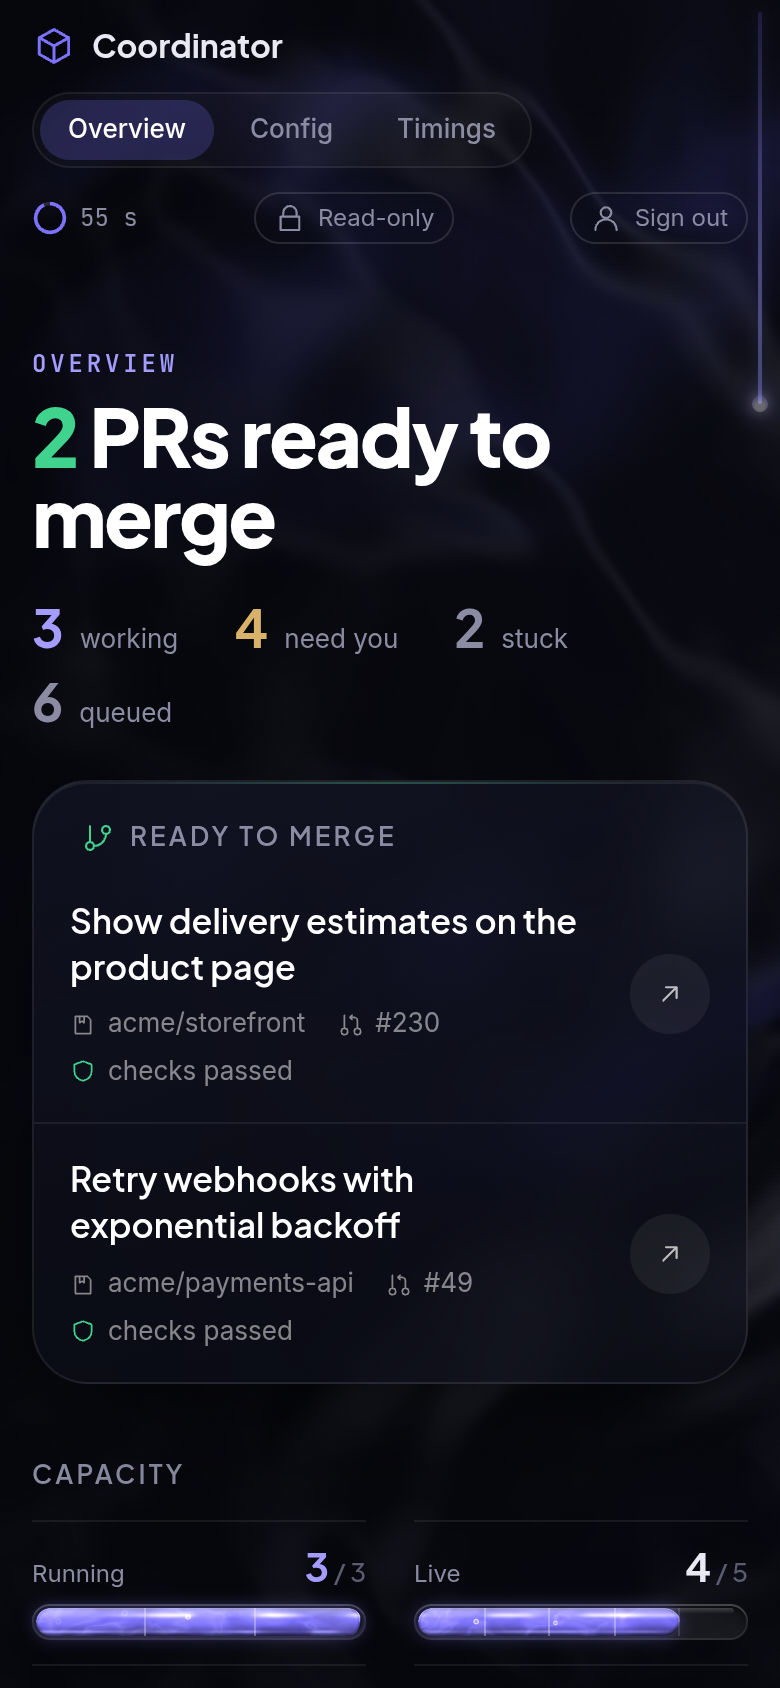 Coordinator
Overview Config Timings
55 s Read-only Sign out
OVERVIEW
2 PRs ready to
merge
3 working 4 need you 2 stuck
6 queued
READY TO MERGE
Show delivery estimates on the
product page
acme/storefront #230
checks passed
Retry webhooks with
exponential backoff
acme/payments-api #49
checks passed
CAPACITY
Running 3 / 3 Live 4 / 5